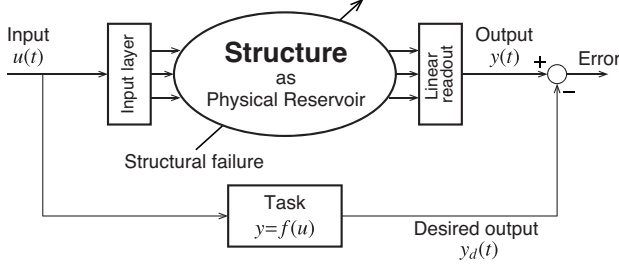 Input
u(t)
Input layer
Structure
as
Physical Reservoir
Linear
readout
Output
y(t)
+
−
Error
Structural failure
Task
y=f(u)
Desired output
y_d(t)